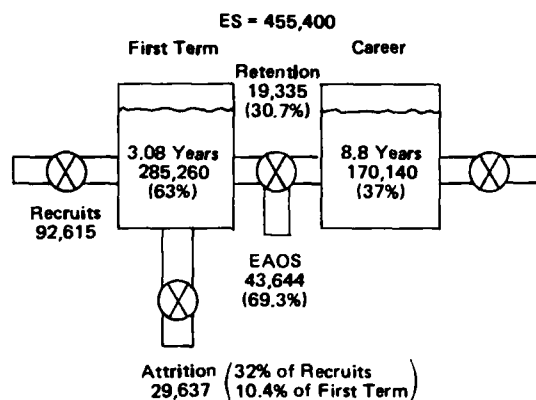 ES = 455,400
First Term
Career
Retention
19,335
(30.7%)
3.08 Years
285,260
(63%)
8.8 Years
170,140
(37%)
Recruits
92,615
EAOS
43,644
(69.3%)
Attrition (32% of Recruits
29,637 10.4% of First Term)